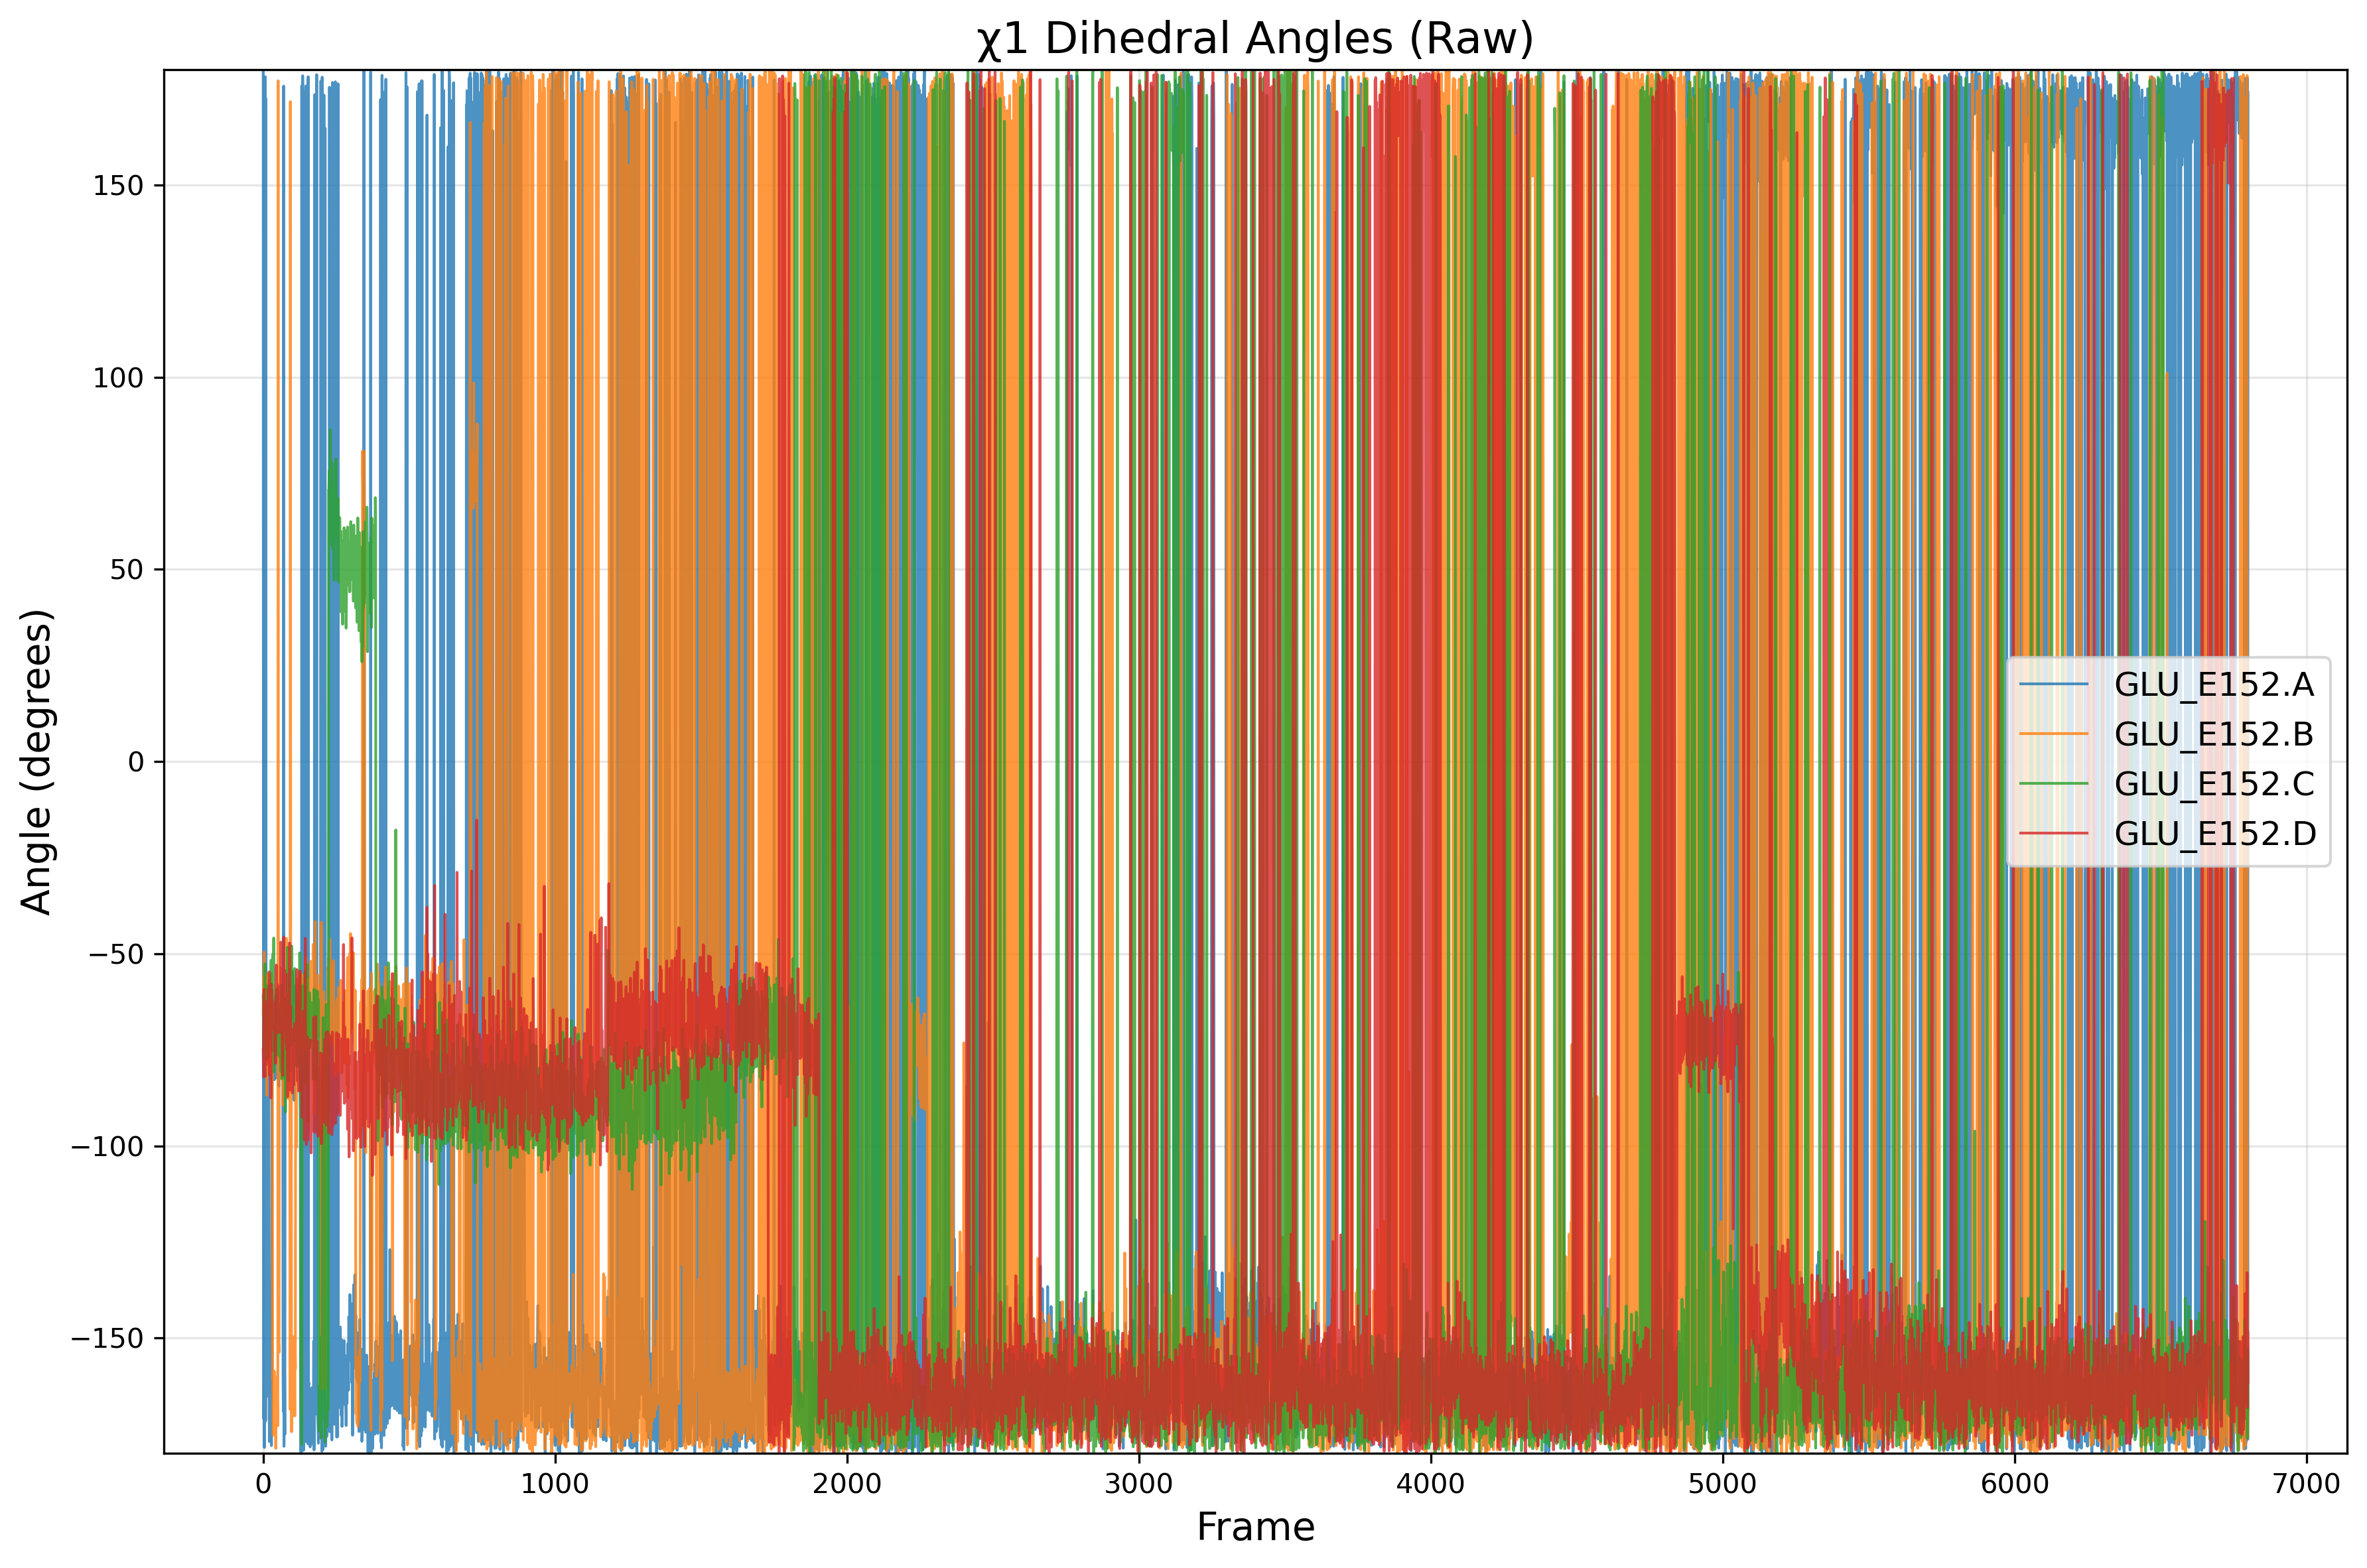 χ1 Dihedral Angles (Raw)
150
100
50
0
−50
−100
−150
Angle (degrees)
GLU_E152.A
GLU_E152.B
GLU_E152.C
GLU_E152.D
0 1000 2000 3000 4000 5000 6000 7000
Frame